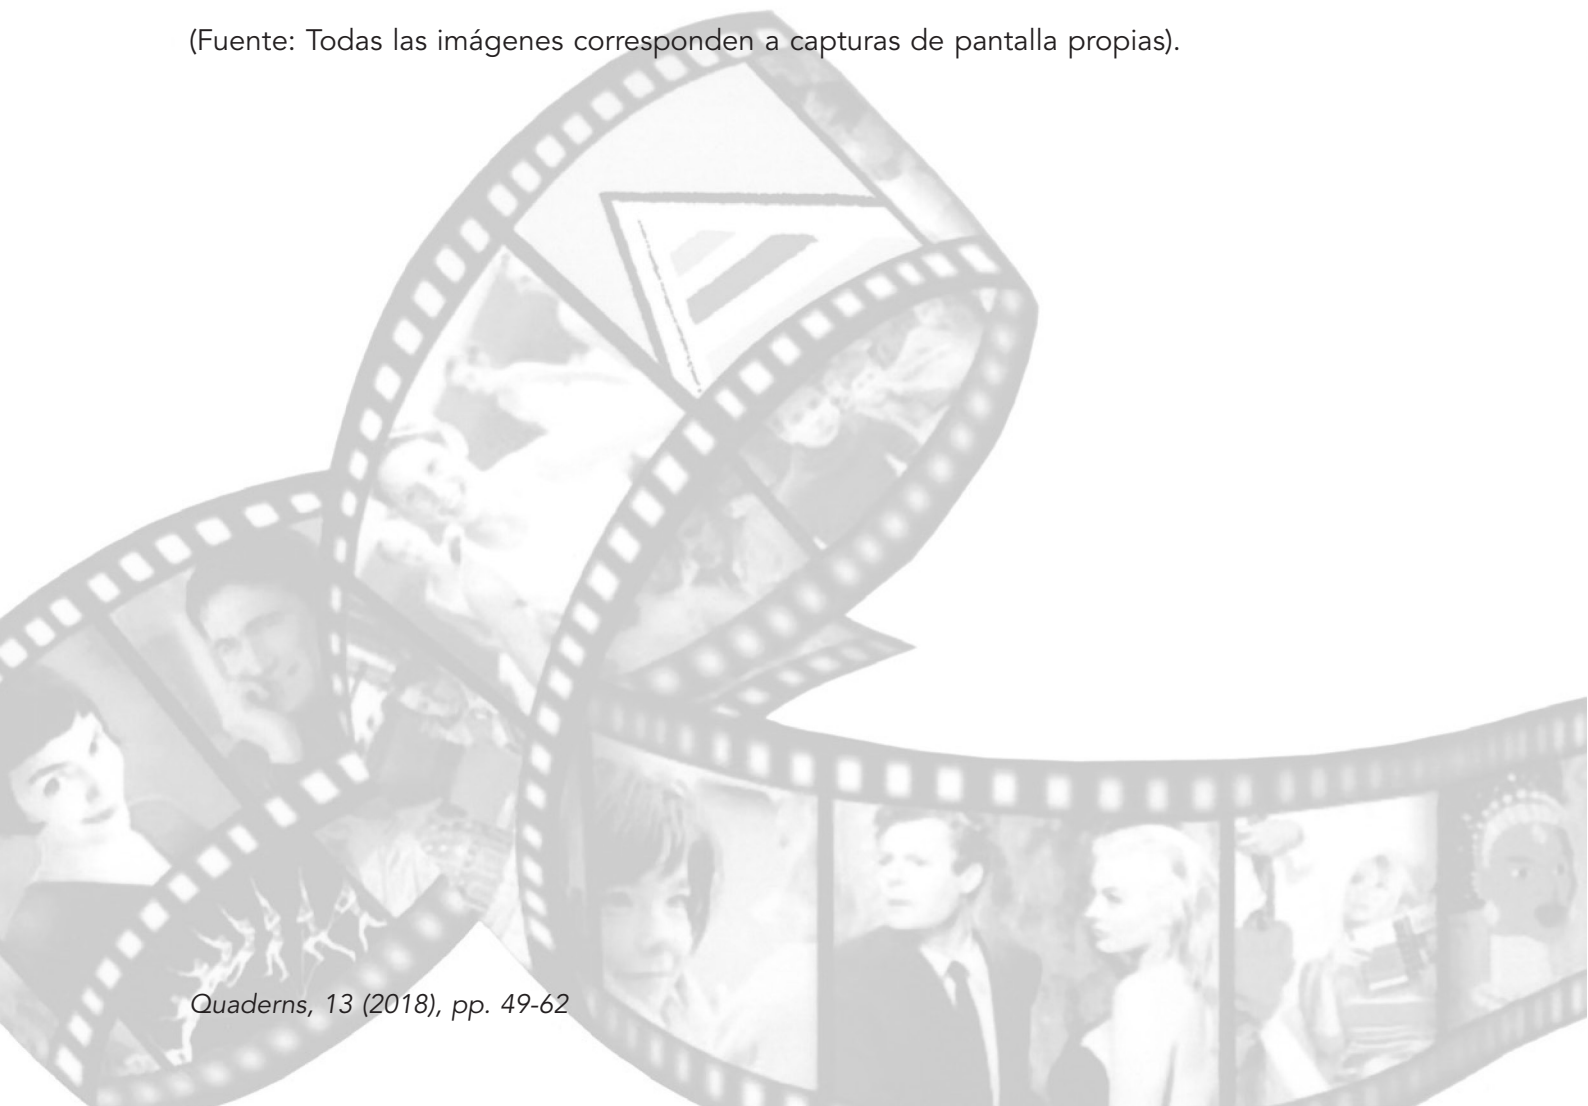 (Fuente: Todas las imágenes corresponden a capturas de pantalla propias).
Quaderns, 13 (2018), pp. 49-62